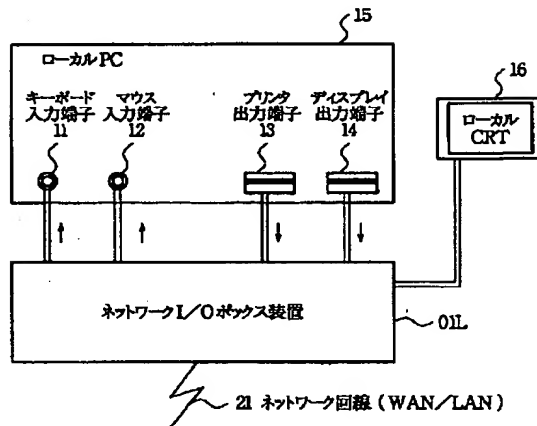 15
ローカルPC
16
キーボード
入力端子
11
マウス
入力端子
12
プリンタ
出力端子
13
ディスプレイ
出力端子
14
ローカル
CRT
ネットワークI/Oボックス装置
01L
21 ネットワーク回線(WAN/LAN)